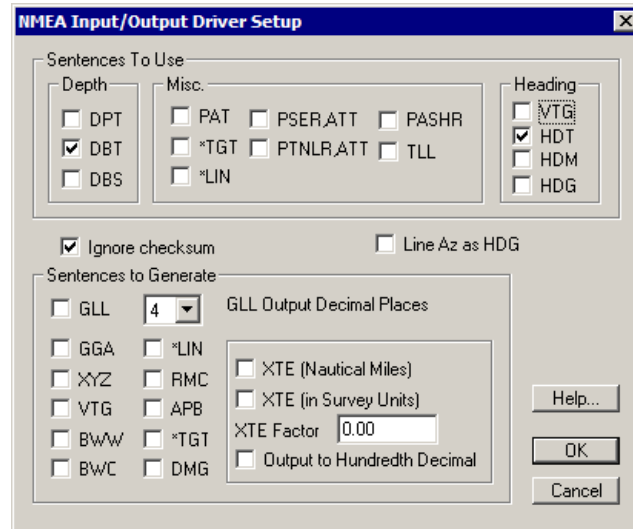 NMEA Input/Output Driver Setup
Sentences To Use
Depth
DPT
DBT
DBS
Misc.
PAT
PSER,ATT
PASHR
*TGT
PTNLR,ATT
TLL
*LIN
Heading
VTG
HDT
HDM
HDG
Ignore checksum
Line Az as HDG
Sentences to Generate
GLL
4
GLL Output Decimal Places
GGA
*LIN
XYZ
RMC
VTG
APB
BWW
*TGT
BWC
DMG
XTE (Nautical Miles)
XTE (in Survey Units)
XTE Factor
0.00
Output to Hundredth Decimal
Help...
OK
Cancel